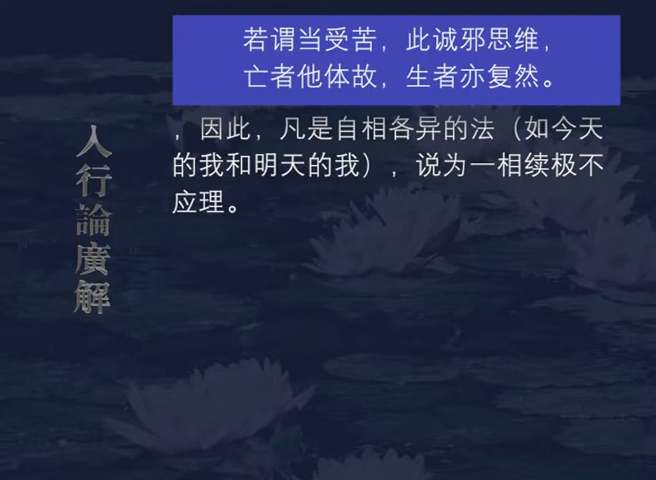 若谓当受苦，此诚邪思维，
亡者他体故，生者亦复然。
，因此，凡是自相各异的法（如今天
的我和明天的我），说为一相续极不
应理。
入行論廣解